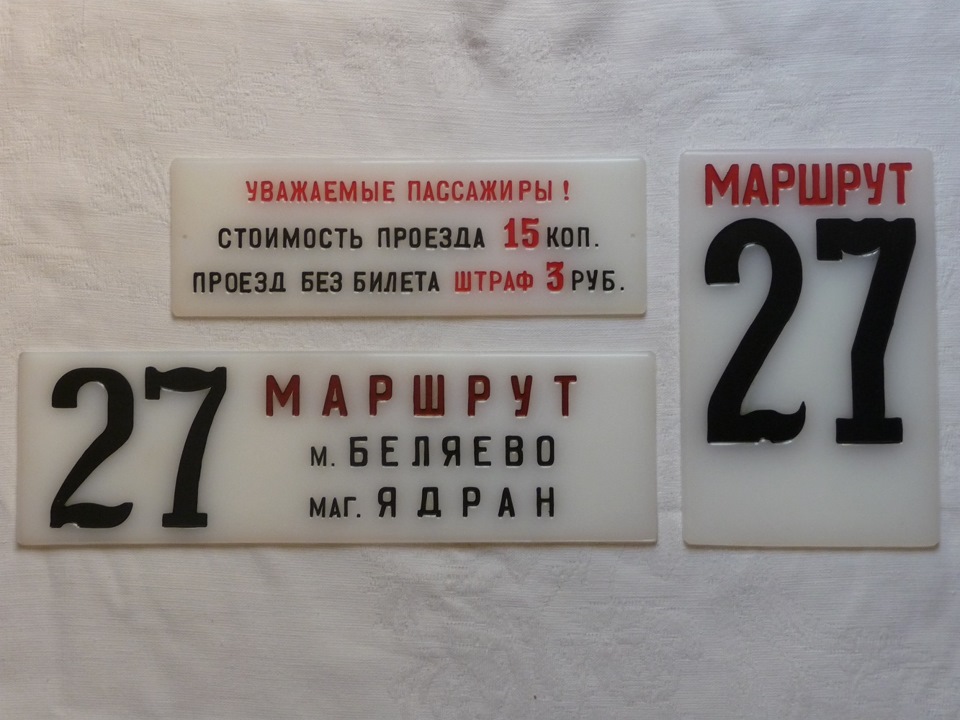 УВАЖАЕМЫЕ ПАССАЖИРЫ !
СТОИМОСТЬ ПРОЕЗДА 15 КОП.
ПРОЕЗД БЕЗ БИЛЕТА ШТРАФ 3 РУБ.
МАРШРУТ
27
27 МАРШРУТ
м. БЕЛЯЕВО
МАГ. ЯДРАН